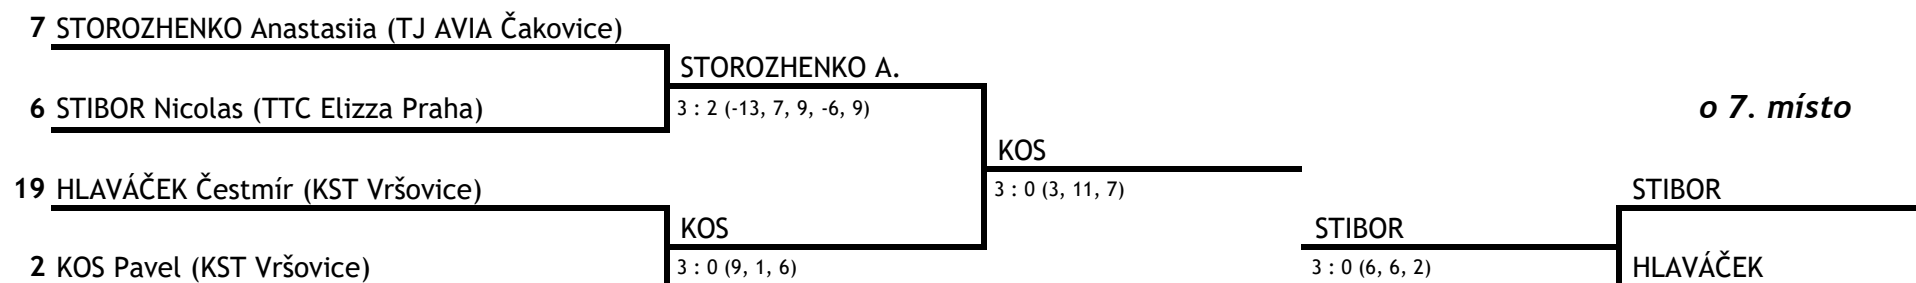 7 STOROZHENKO Anastasiia (TJ AVIA Čakovice)
STOROZHENKO A.
6 STIBOR Nicolas (TTC Elizza Praha)
3 : 2 (-13, 7, 9, -6, 9)
o 7. místo
KOS
19 HLAVÁČEK Čestmír (KST Vršovice)
3 : 0 (3, 11, 7)
STIBOR
KOS
STIBOR
2 KOS Pavel (KST Vršovice)
3 : 0 (9, 1, 6)
3 : 0 (6, 6, 2)
HLAVÁČEK